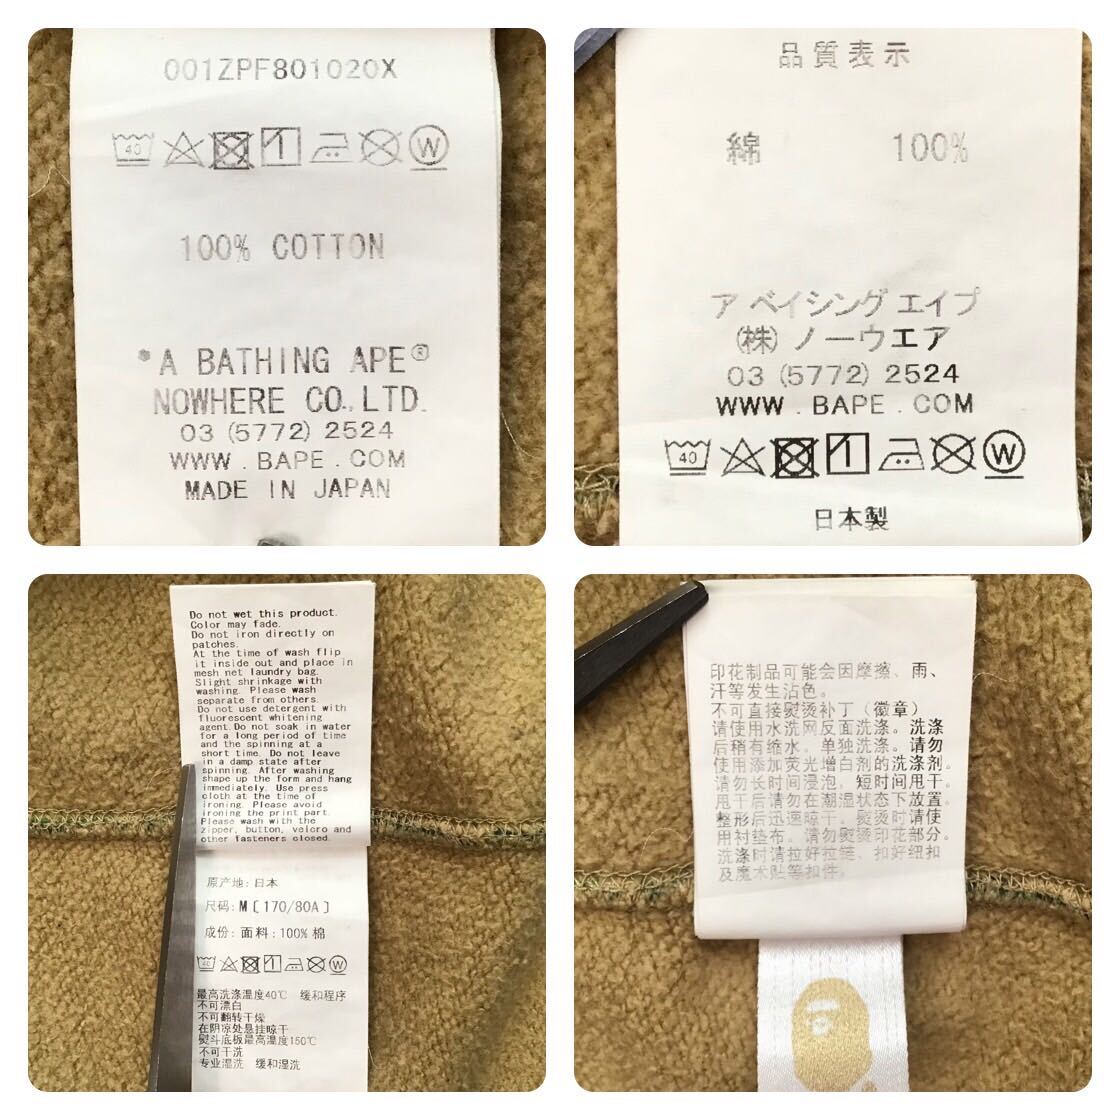 001ZPF801020X
40
W
100% COTTON
*A BATHING APE®
NOWHERE CO.,LTD.
03 (5772) 2524
WWW.BAPE.COM
MADE IN JAPAN
品質表示
綿 100%
ア ベイシング エイプ
(株) ノーウエア
03 (5772) 2524
WWW.BAPE.COM
40
W
日本製
Do not wet this product.
Color may fade.
Do not iron directly on
patches.
At the time of wash flip
it inside out and place in
mesh net laundry bag.
Slight shrinkage with
washing. Please wash
separate from others.
Do not use detergent with
fluorescent whitening
agent.Do not soak in water
for a long period of time
and the spinning at a
short time. Do not leave
in a damp state after
spinning. After washing
shape up the form and hang
immediately. Use press
cloth at the time of
ironing. Please avoid
ironing the print part.
Please wash with the
zipper, button, velcro and
other fasteners closed.
原产地: 日本
尺码: M [170/80A]
成份: 面料: 100% 棉
40
W
最高洗涤温度40℃ 缓和程序
不可漂白
不可翻转干燥
在阴凉处悬挂晾干
熨斗底板最高温度150℃
不可干洗
专业湿洗 缓和湿洗
印花制品可能会因摩擦、雨、
汗等发生沾色。
不可直接熨烫补丁（徽章）
请使用水洗网反面洗涤。洗涤
后稍有缩水。单独洗涤。请勿
使用添加荧光增白剂的洗涤剂。
请勿长时间浸泡，短时间甩干。
甩干后请勿在潮湿状态下放置。
整形后迅速晾干。熨烫时请使
用衬垫布。请勿熨烫印花部分。
洗涤时请拉好拉链、扣好纽扣
及魔术贴等扣件。